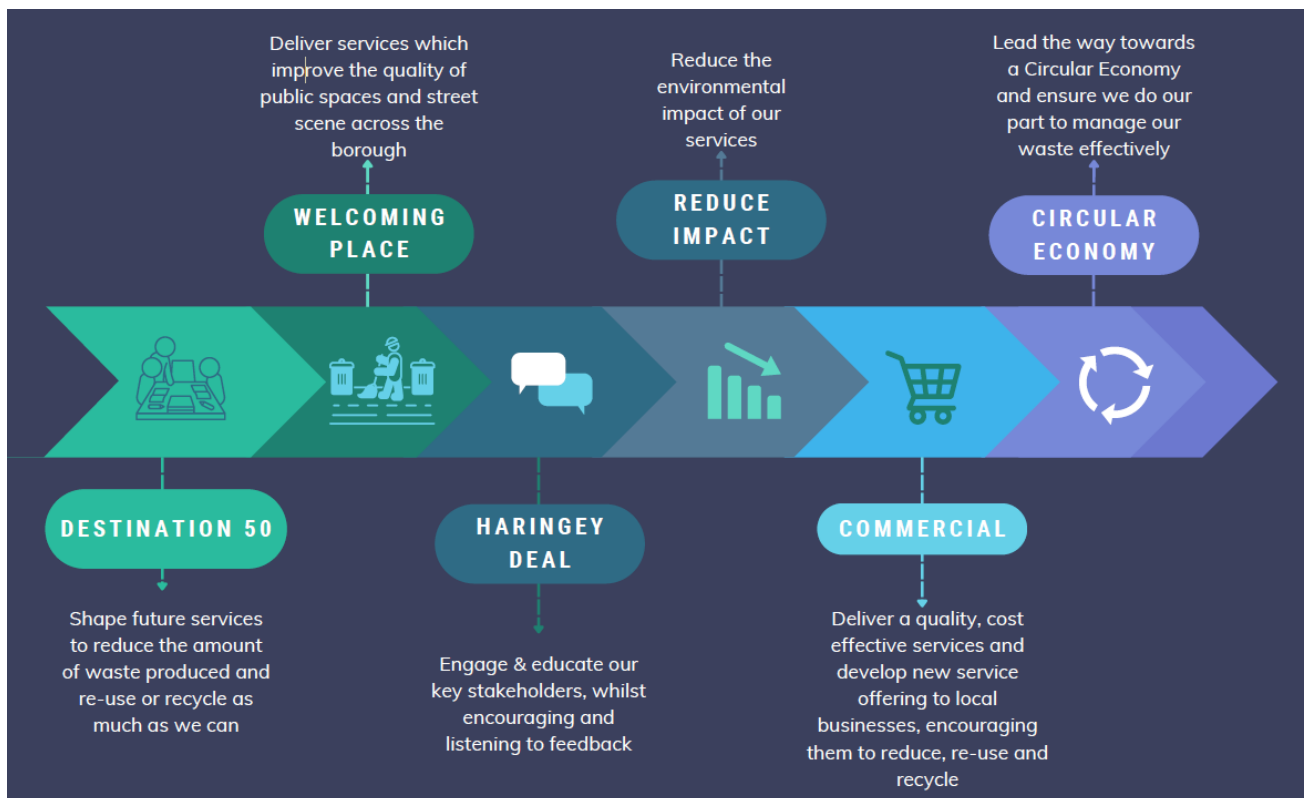 Deliver services which
improve the quality of
public spaces and street
scene across the
borough
WELCOMING
PLACE
Reduce the
environmental
impact of our
services
REDUCE
IMPACT
Lead the way towards
a Circular Economy
and ensure we do our
part to manage our
waste effectively
CIRCULAR
ECONOMY
DESTINATION 50
Shape future services
to reduce the amount
of waste produced and
re-use or recycle as
much as we can
HARINGEY
DEAL
Engage & educate our
key stakeholders, whilst
encouraging and
listening to feedback
COMMERCIAL
Deliver a quality, cost
effective services and
develop new service
offering to local
businesses, encouraging
them to reduce, re-use and
recycle